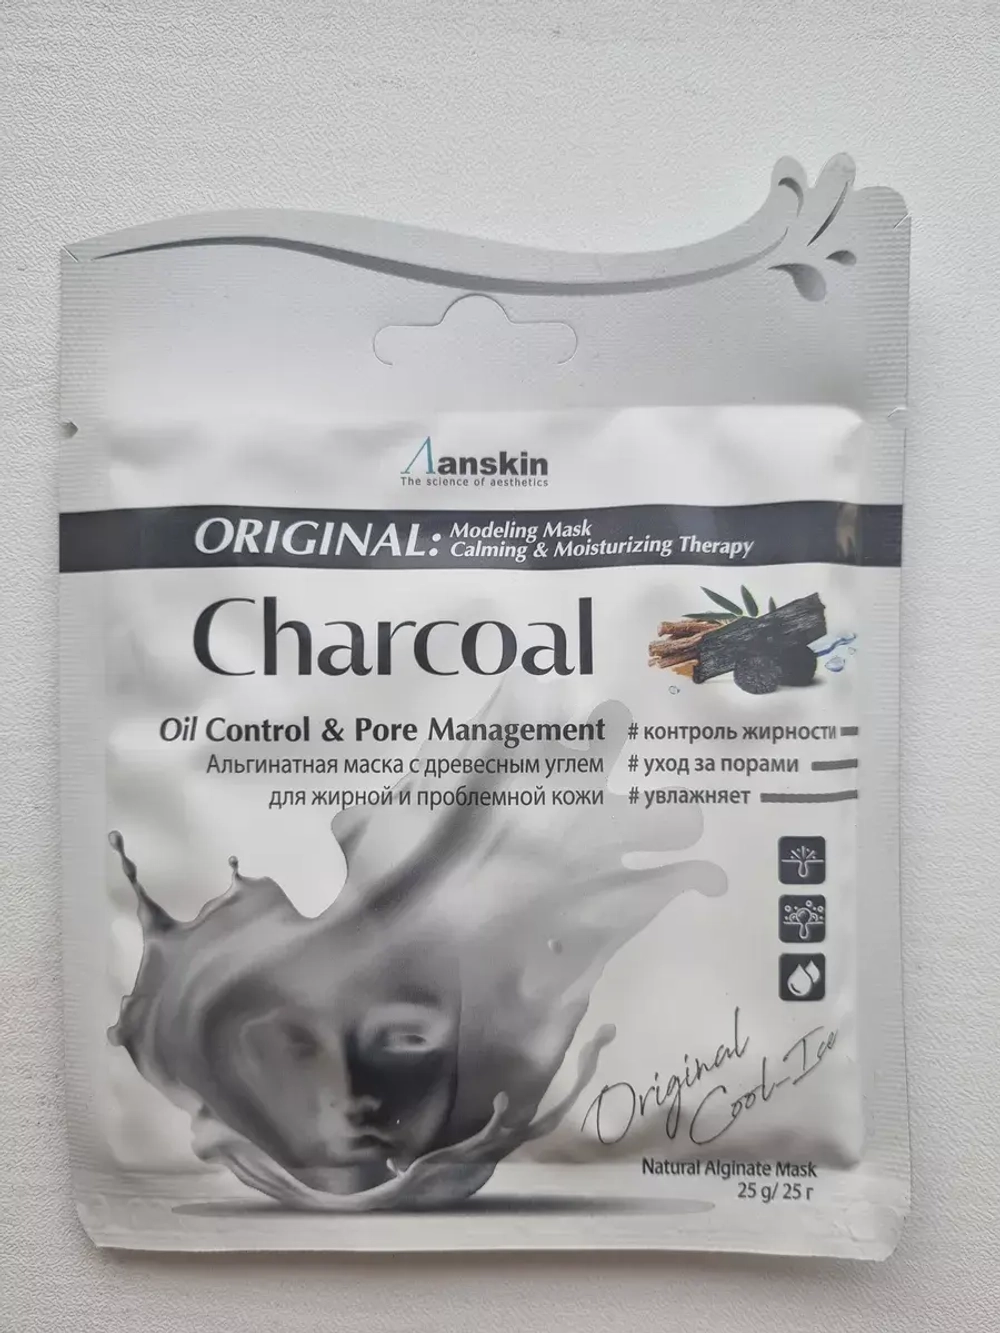 Aanskin
The science of aesthetics
ORIGINAL: Modeling Mask
Calming & Moisturizing Therapy
Charcoal
Oil Control & Pore Management
Альгинатная маска с древесным углем
для жирной и проблемной кожи
# контроль жирности
# уход за порами
# увлажняет
Original
Cool-Ice
Natural Alginate Mask
25 g/ 25 г